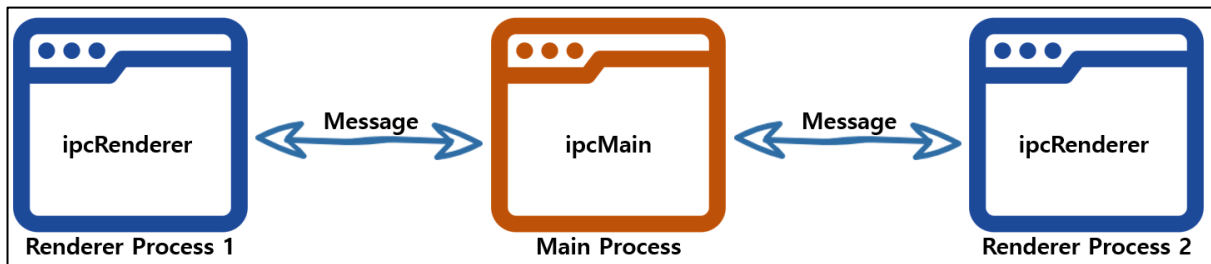 Message
Message
ipcRenderer
ipcMain
ipcRenderer
Renderer Process 1
Main Process
Renderer Process 2